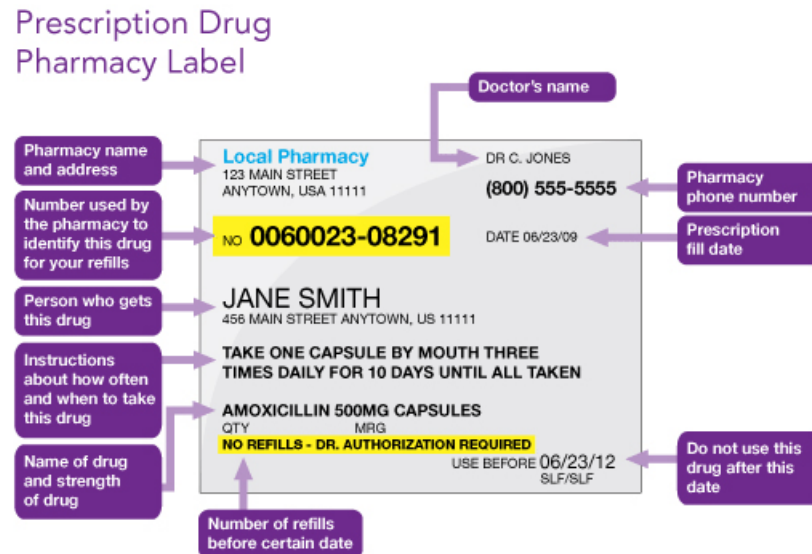 Prescription Drug
Pharmacy Label
Doctor's name
Pharmacy name
and address
Local Pharmacy
123 MAIN STREET
ANYTOWN, USA 11111
DR C. JONES
(800) 555-5555
Pharmacy
phone number
Number used by
the pharmacy to
identify this drug
for your refills
NO 0060023-08291
DATE 06/23/09
Prescription
fill date
Person who gets
this drug
JANE SMITH
456 MAIN STREET ANYTOWN, US 11111
Instructions
about how often
and when to take
this drug
TAKE ONE CAPSULE BY MOUTH THREE
TIMES DAILY FOR 10 DAYS UNTIL ALL TAKEN
Name of drug
and strength
of drug
AMOXICILLIN 500MG CAPSULES
QTY MRG
NO REFILLS - DR. AUTHORIZATION REQUIRED
USE BEFORE 06/23/12
SLF/SLF
Do not use this
drug after this
date
Number of refills
before certain date